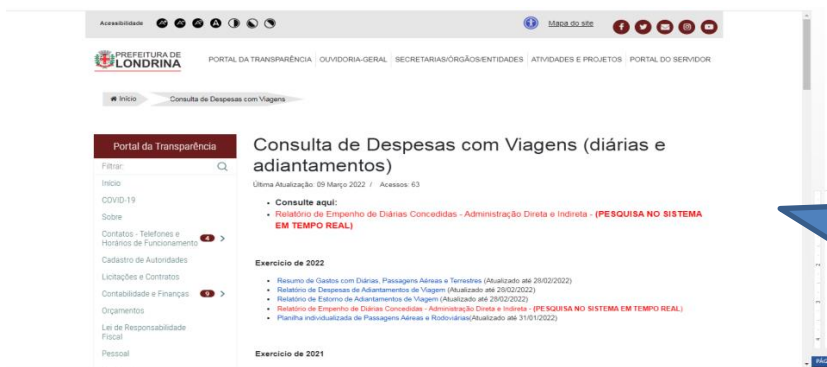 Acessibilidade
Mapa do site
PREFEITURA DE
LONDRINA
PORTAL DA TRANSPARÊNCIA OUVIDORIA-GERAL SECRETARIAS/ÓRGÃOS/ENTIDADES ATIVIDADES E PROJETOS PORTAL DO SERVIDOR
Início Consulta de Despesas com Viagens
Portal da Transparência
Filtrar:
Início
COVID-19
Sobre
Contatos - Telefones e
Horários de Funcionamento 4
Cadastro de Autoridades
Licitações e Contratos
Contabilidade e Finanças 9
Orçamentos
Lei de Responsabilidade
Fiscal
Pessoal
Consulta de Despesas com Viagens (diárias e
adiantamentos)
Última Atualização: 09 Março 2022 / Acessos: 63
Consulte aqui:
Relatório de Empenho de Diárias Concedidas - Administração Direta e Indireta - (PESQUISA NO SISTEMA
EM TEMPO REAL)
Exercício de 2022
Resumo de Gastos com Diárias, Passagens Aéreas e Terrestres (Atualizado até 28/02/2022)
Relatório de Despesas de Adiantamentos de Viagem (Atualizado até 28/02/2022)
Relatório de Estorno de Adiantamentos de Viagem (Atualizado até 28/02/2022)
Relatório de Empenho de Diárias Concedidas - Administração Direta e Indireta - (PESQUISA NO SISTEMA EM TEMPO REAL)
Planilha individualizada de Passagens Aéreas e Rodoviárias(Atualizado até 31/01/2022)
Exercício de 2021